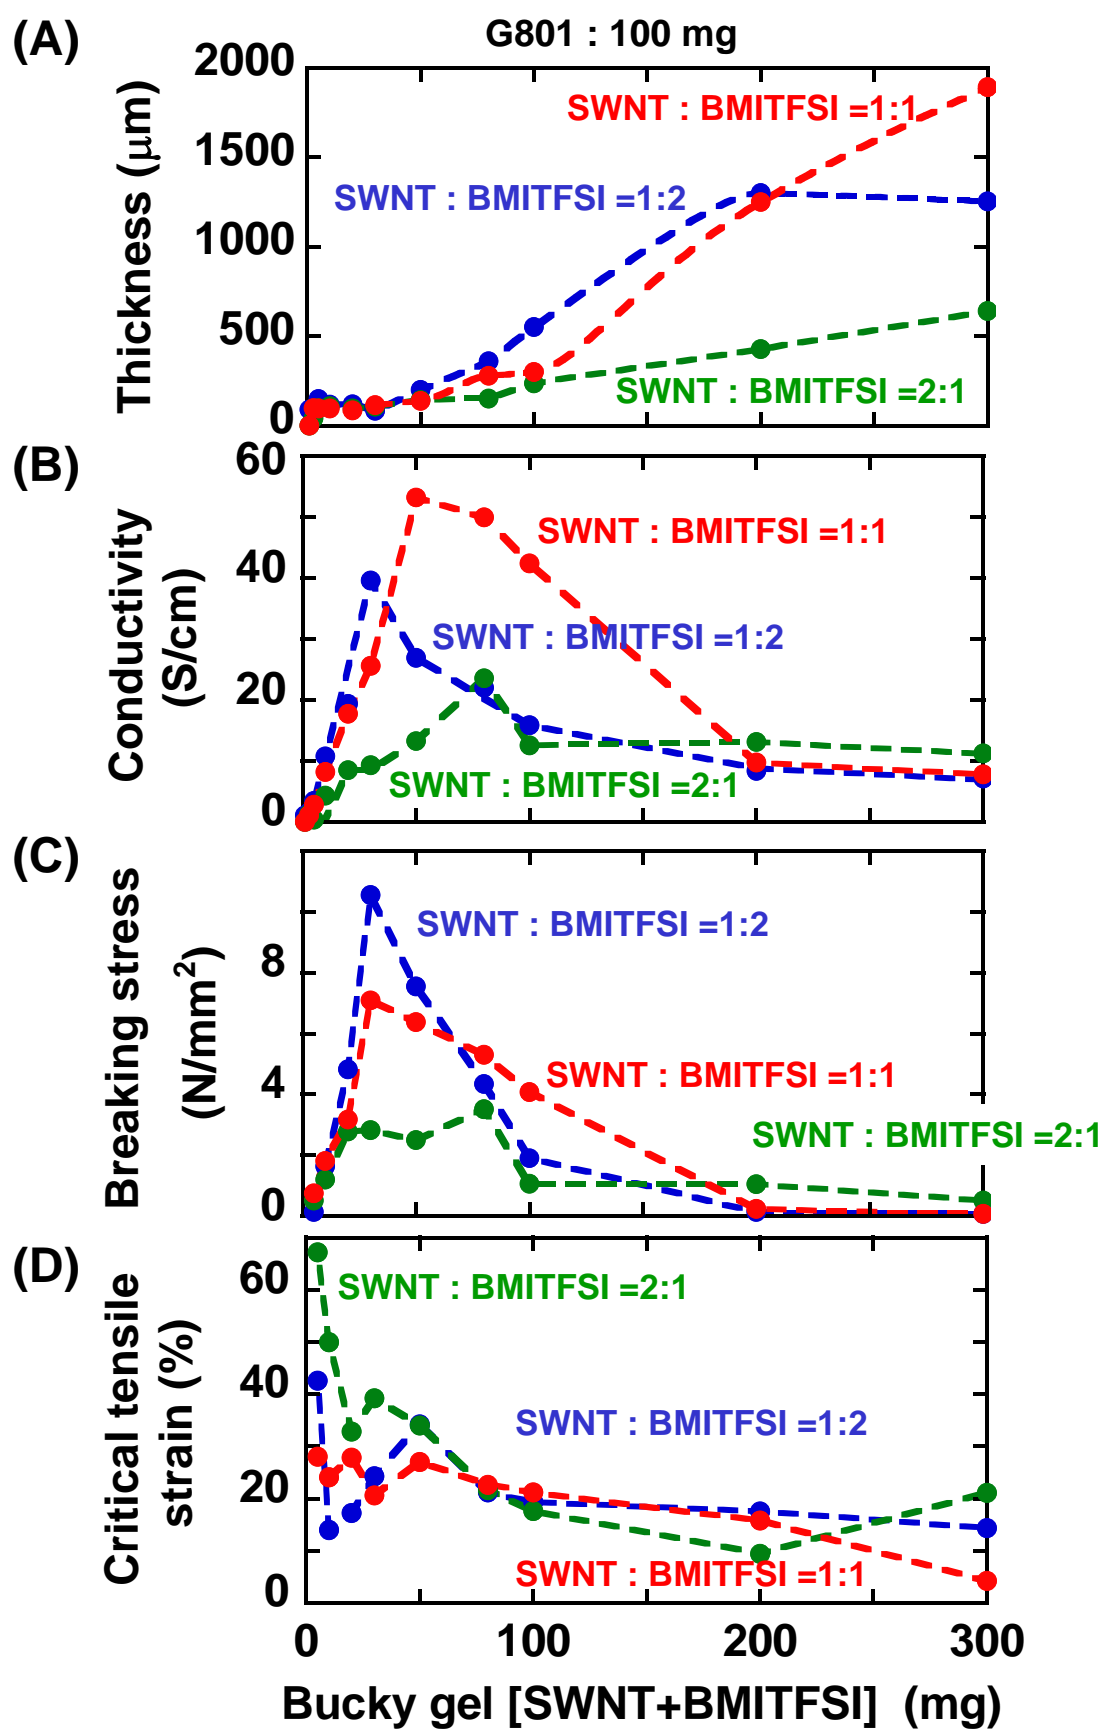 (A)
G801 : 100 mg
2000
1500
1000
500
0
Thickness (μm)
SWNT : BMITFSI =1:1
SWNT : BMITFSI =1:2
SWNT : BMITFSI =2:1
(B)
60
40
20
0
Conductivity
(S/cm)
SWNT : BMITFSI =1:1
SWNT : BMITFSI =1:2
SWNT : BMITFSI =2:1
(C)
8
4
0
Breaking stress
(N/mm²)
SWNT : BMITFSI =1:2
SWNT : BMITFSI =1:1
SWNT : BMITFSI =2:1
(D)
60
40
20
0
Critical tensile
strain (%)
SWNT : BMITFSI =2:1
SWNT : BMITFSI =1:2
SWNT : BMITFSI =1:1
0 100 200 300
Bucky gel [SWNT+BMITFSI] (mg)